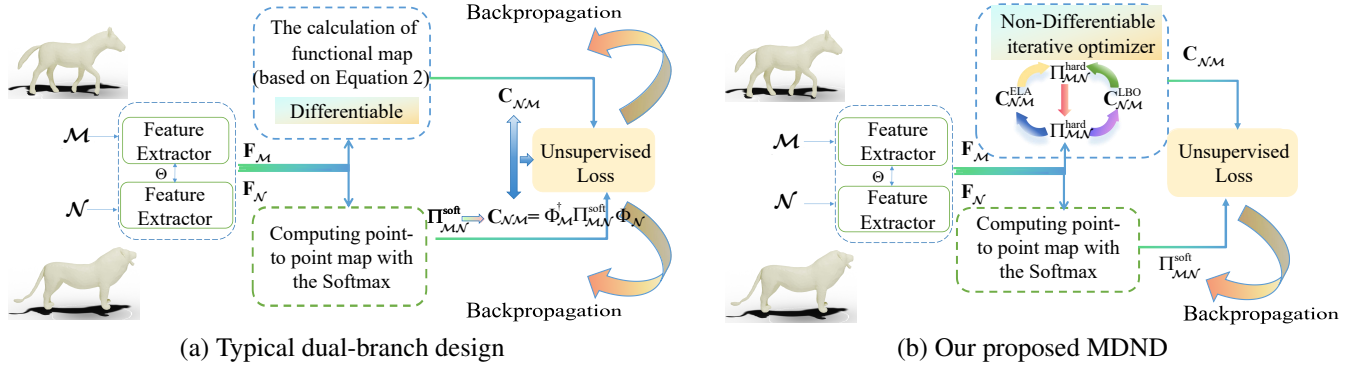 Backpropagation
The calculation of
functional map
(based on Equation 2)
Differentiable
C_𝒩ℳ
ℳ
Feature
Extractor
Θ
𝒩
Feature
Extractor
F_ℳ
F_𝒩
Unsupervised
Loss
Π^soft_ℳ𝒩
C_𝒩ℳ = Φ^†_ℳ Π^soft_ℳ𝒩 Φ_𝒩
Computing point-
to point map with
the Softmax
Backpropagation
(a) Typical dual-branch design
Non-Differentiable
iterative optimizer
Π^hard_ℳ𝒩
C^ELA_𝒩ℳ
C^LBO_𝒩ℳ
Π^hard_ℳ𝒩
C_𝒩ℳ
ℳ
Feature
Extractor
Θ
𝒩
Feature
Extractor
F_ℳ
F_𝒩
Unsupervised
Loss
Computing point-
to point map with
the Softmax
Π^soft_ℳ𝒩
Backpropagation
(b) Our proposed MDND